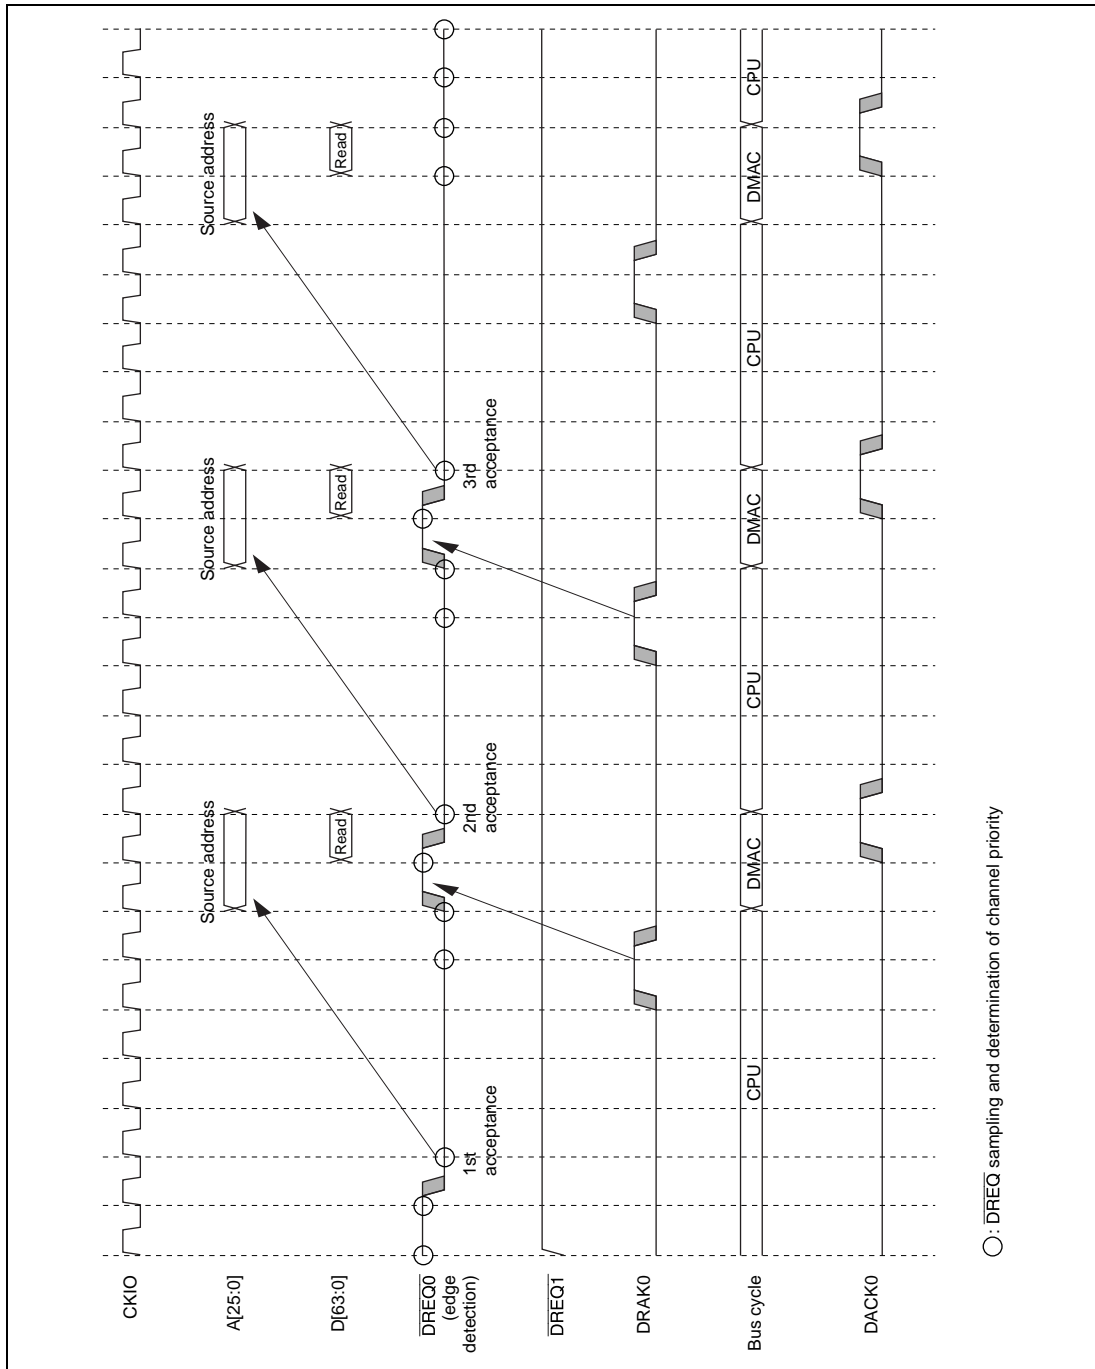 CKIO
A[25:0]
Source address
Source address
Source address
D[63:0]
Read
Read
Read
DREQ0
(edge
detection)
1st
acceptance
2nd
acceptance
3rd
acceptance
DREQ1
DRAK0
Bus cycle
CPU
DMAC
CPU
DMAC
CPU
DMAC
CPU
DACK0
: DREQ sampling and determination of channel priority